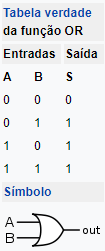 Tabela verdade
da função OR
Entradas Saída
A B S
0 0 0
0 1 1
1 0 1
1 1 1
Símbolo
A
B
out